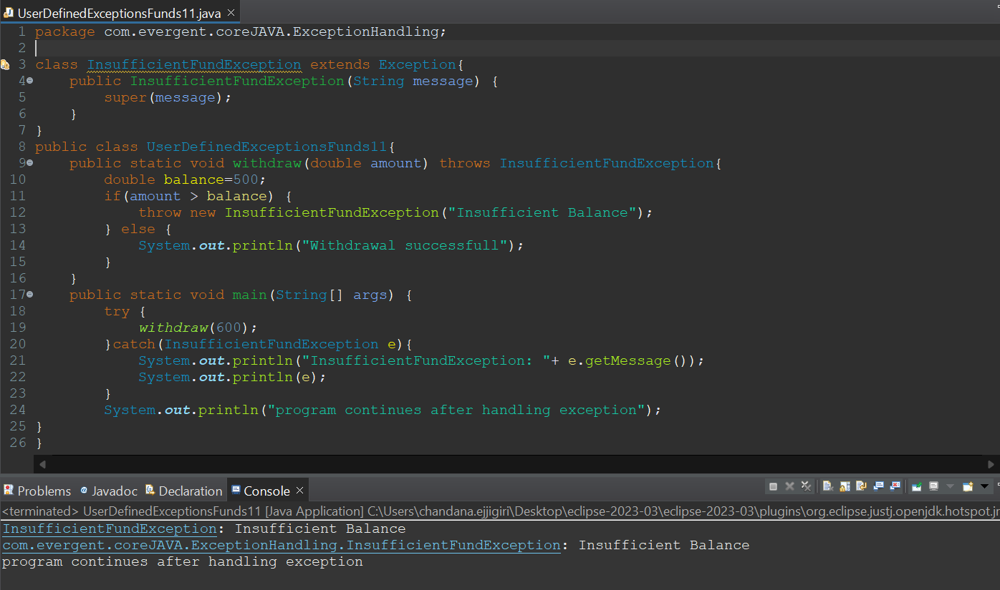 UserDefinedExceptionsFunds11.java
1 package com.evergent.coreJAVA.ExceptionHandling;
2
3 class InsufficientFundException extends Exception{
4     public InsufficientFundException(String message) {
5         super(message);
6     }
7 }
8 public class UserDefinedExceptionsFunds11{
9     public static void withdraw(double amount) throws InsufficientFundException{
10         double balance=500;
11         if(amount > balance) {
12             throw new InsufficientFundException("Insufficient Balance");
13         } else {
14             System.out.println("Withdrawal successfull");
15         }
16     }
17     public static void main(String[] args) {
18         try {
19             withdraw(600);
20         }catch(InsufficientFundException e){
21             System.out.println("InsufficientFundException: "+ e.getMessage());
22             System.out.println(e);
23         }
24         System.out.println("program continues after handling exception");
25 }
26 }
Problems @ Javadoc Declaration Console
<terminated> UserDefinedExceptionsFunds11 [Java Application] C:\Users\chandana.ejjigiri\Desktop\eclipse-2023-03\eclipse-2023-03\plugins\org.eclipse.justj.openjdk.hotspot.jr
InsufficientFundException: Insufficient Balance
com.evergent.coreJAVA.ExceptionHandling.InsufficientFundException: Insufficient Balance
program continues after handling exception